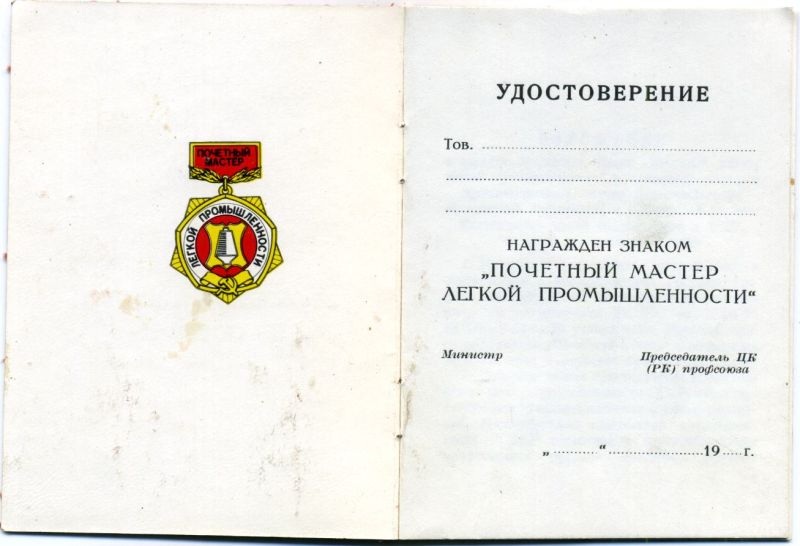 ПОЧЕТНЫЙ
МАСТЕР
ЛЕГКОЙ ПРОМЫШЛЕННОСТИ
УДОСТОВЕРЕНИЕ
Тов. ..........
НАГРАЖДЕН ЗНАКОМ
„ПОЧЕТНЫЙ МАСТЕР
ЛЕГКОЙ ПРОМЫШЛЕННОСТИ“
Министр
Председатель ЦК
(РК) профсоюза
„ .......... “ .......... 19 ..... г.